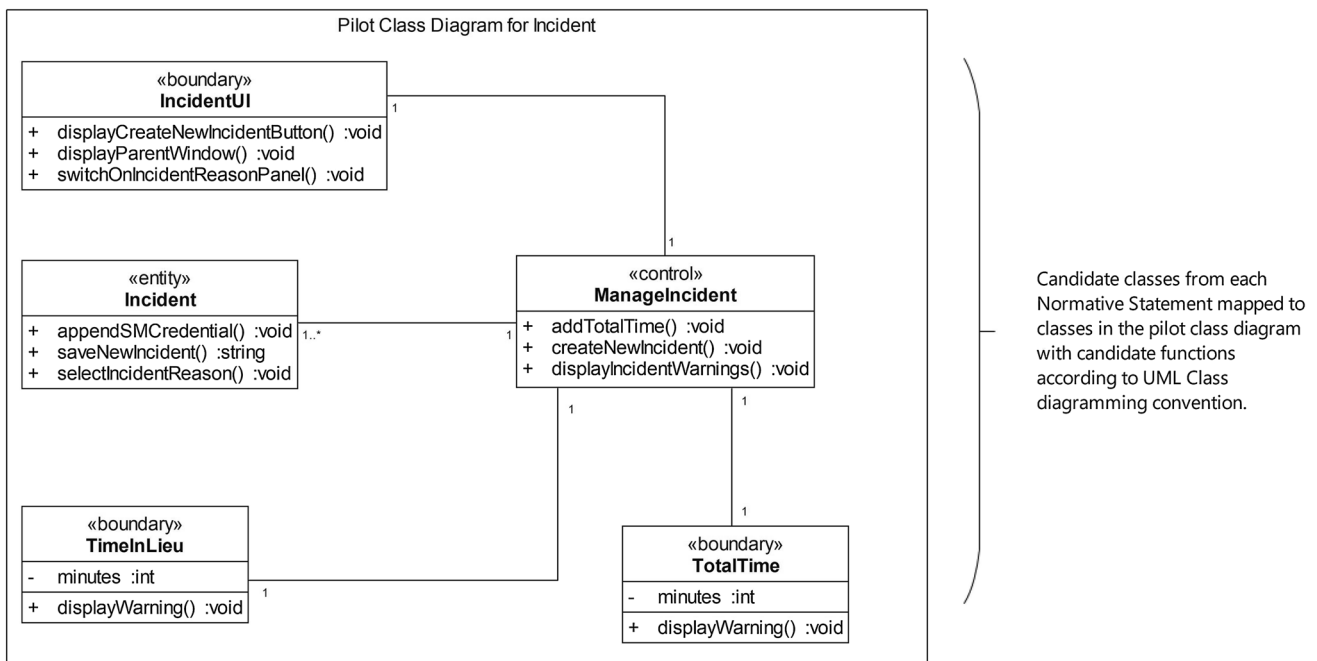 Pilot Class Diagram for Incident
«boundary»
IncidentUI
+ displayCreateNewIncidentButton() :void
+ displayParentWindow() :void
+ switchOnIncidentReasonPanel() :void
1
1
«entity»
Incident
+ appendSMCredential() :void
+ saveNewIncident() :string
+ selectIncidentReason() :void
1..*
1
«control»
ManageIncident
+ addTotalTime() :void
+ createNewIncident() :void
+ displayIncidentWarnings() :void
1
1
«boundary»
TimeInLieu
- minutes :int
+ displayWarning() :void
1
1
«boundary»
TotalTime
- minutes :int
+ displayWarning() :void
Candidate classes from each
Normative Statement mapped to
classes in the pilot class diagram
with candidate functions
according to UML Class
diagramming convention.